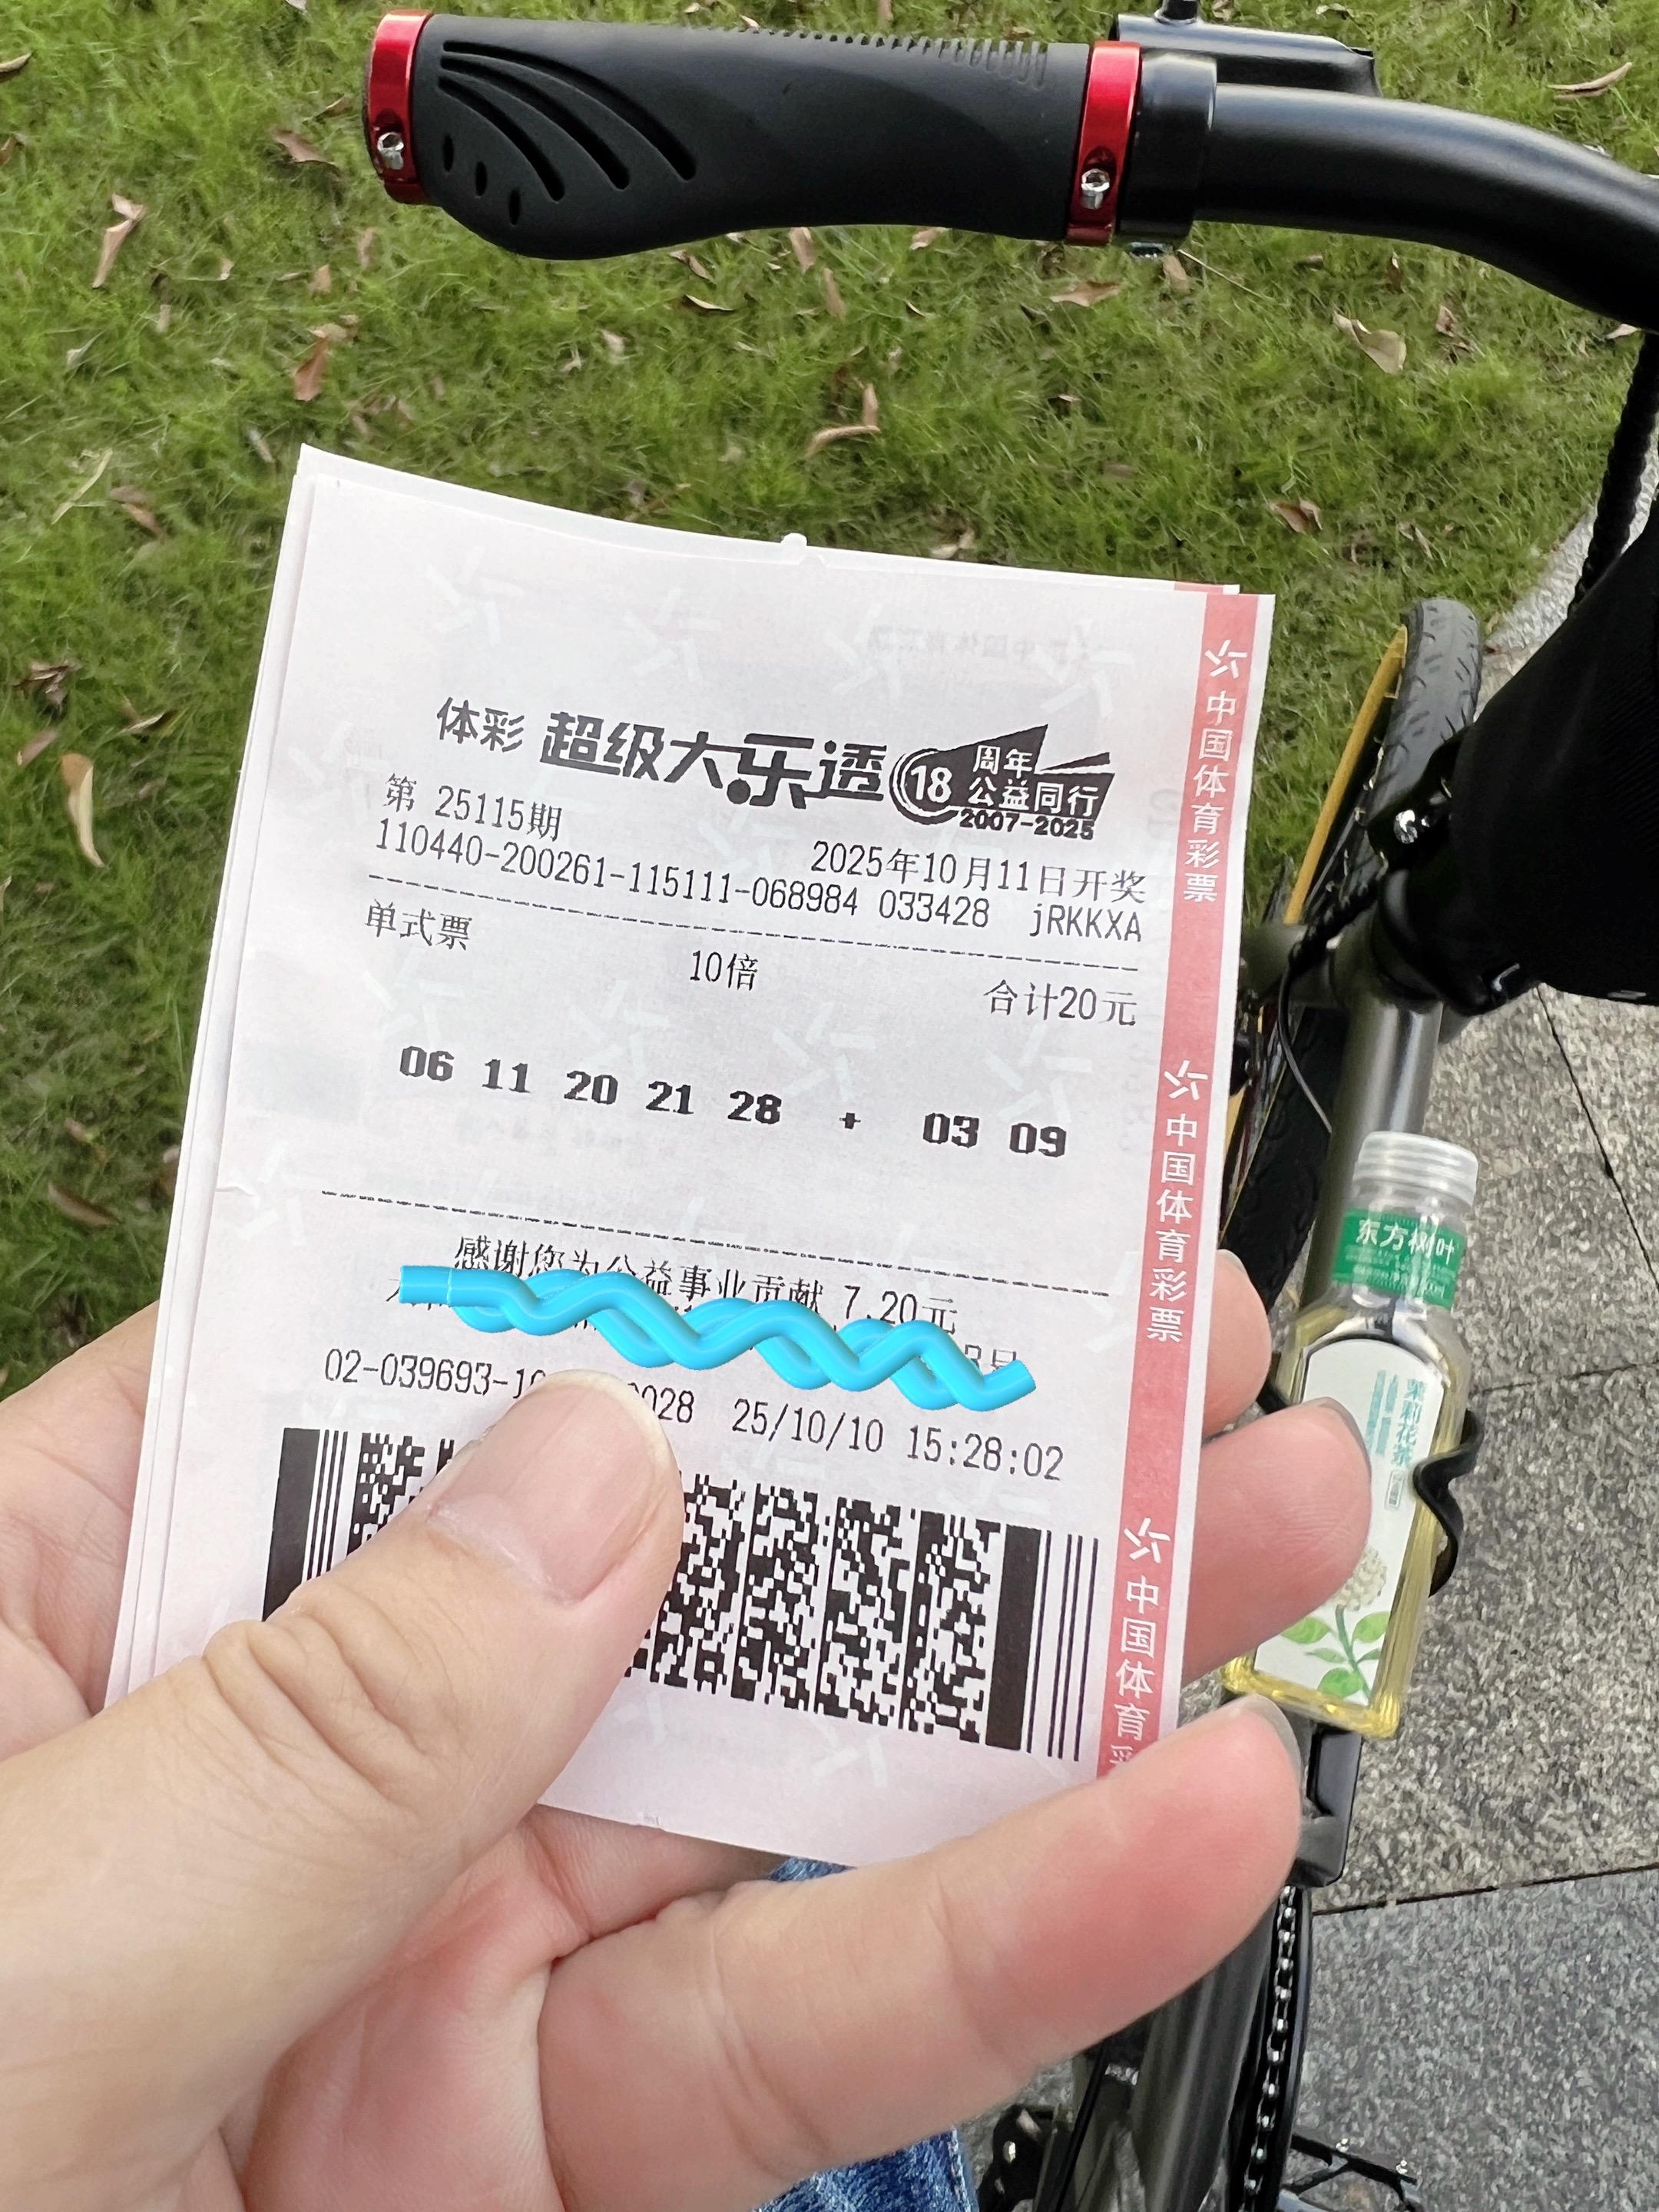 体彩 超级大乐透 18 周年 公益同行 2007-2025
第 25115期
2025年10月11日开奖
110440-200261-115111-068984 033428 jRKKXA
单式票 10倍 合计20元
06 11 20 21 28 + 03 09
感谢您为公益事业贡献 7.20元
02-039693-10 028 25/10/10 15:28:02
中国体育彩票
中国体育彩票
中国体育
东方树叶
茉莉花茶